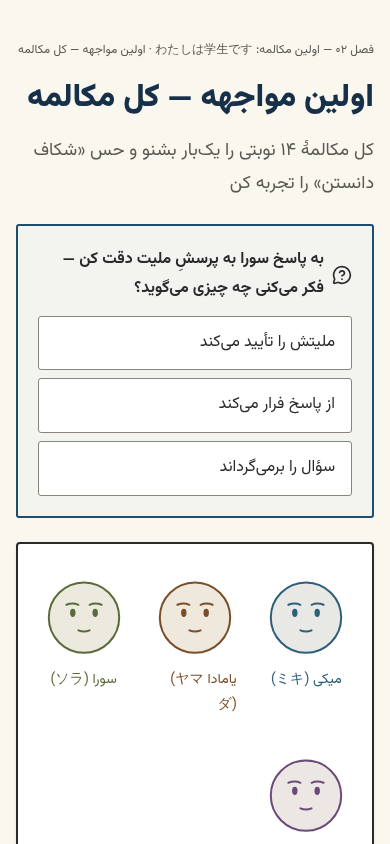 فصل ۰۲ — اولین مکالمه: わたしは学生です · اولین مواجهه — کل مکالمه
اولین مواجهه — کل مکالمه
کل مکالمهٔ ۱۴ نوبتی را یک‌بار بشنو و حس «شکاف
دانستن» را تجربه کن
به پاسخ سورا به پرسشِ ملیت دقت کن —
فکر می‌کنی چه چیزی می‌گوید؟
ملیتش را تأیید می‌کند
از پاسخ فرار می‌کند
سؤال را برمی‌گرداند
میکی (ミキ)
یامادا (ヤマ
ダ)
سورا (ソラ)